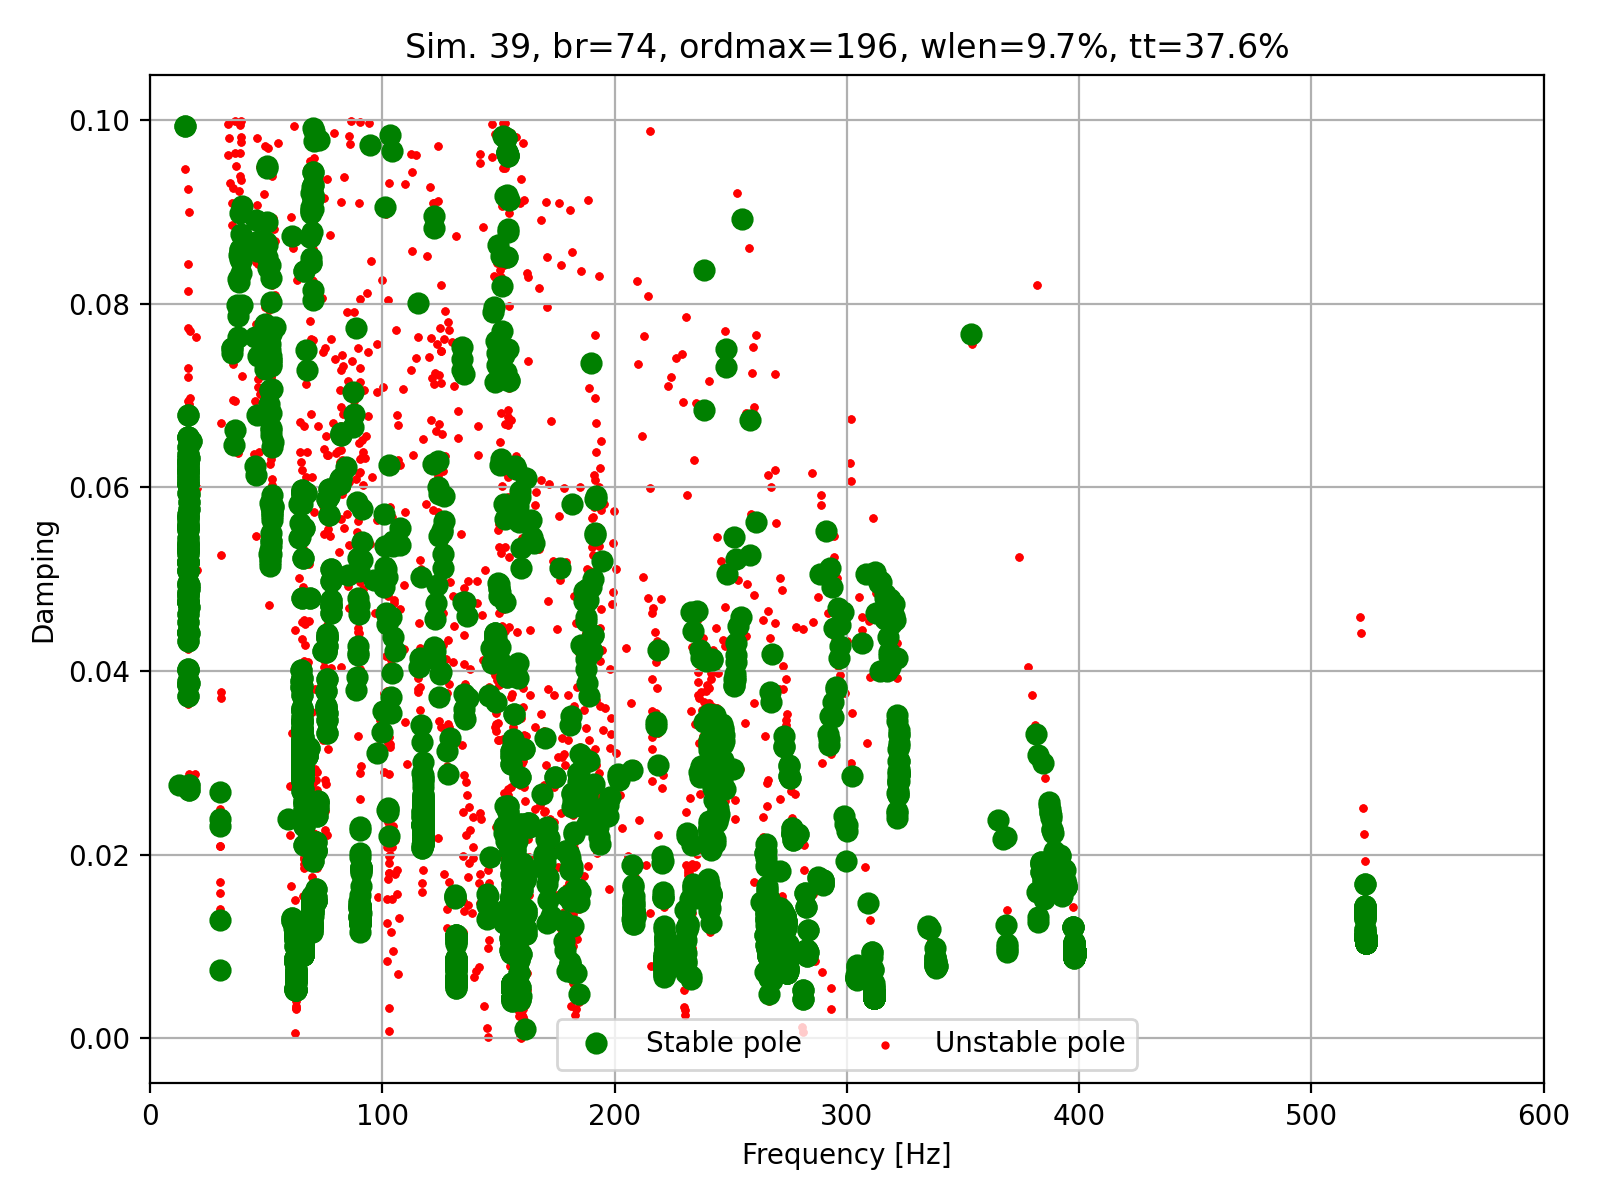 Sim. 39, br=74, ordmax=196, wlen=9.7%, tt=37.6%
0.10
0.08
0.06
0.04
0.02
0.00
Damping
Stable pole
Unstable pole
0
100
200
300
400
500
600
Frequency [Hz]